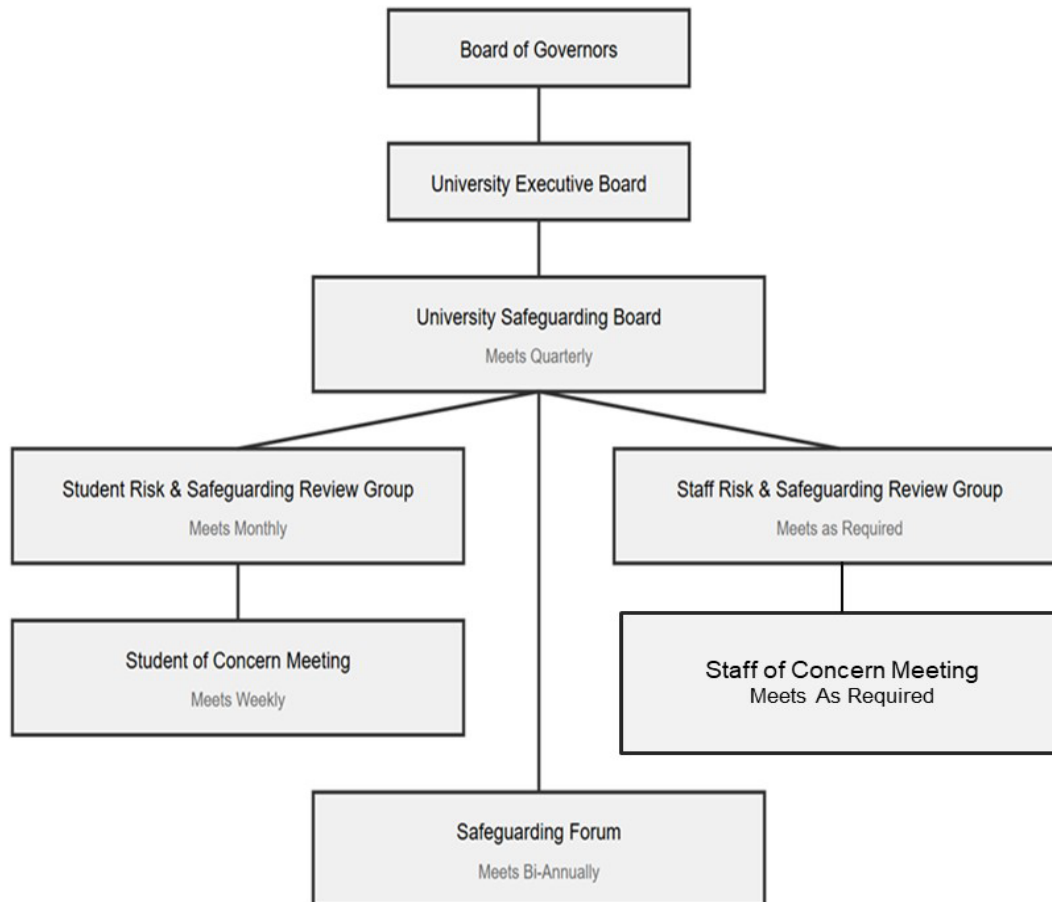 Board of Governors
University Executive Board
University Safeguarding Board
Meets Quarterly
Student Risk & Safeguarding Review Group
Meets Monthly
Staff Risk & Safeguarding Review Group
Meets as Required
Student of Concern Meeting
Meets Weekly
Staff of Concern Meeting
Meets As Required
Safeguarding Forum
Meets Bi-Annually